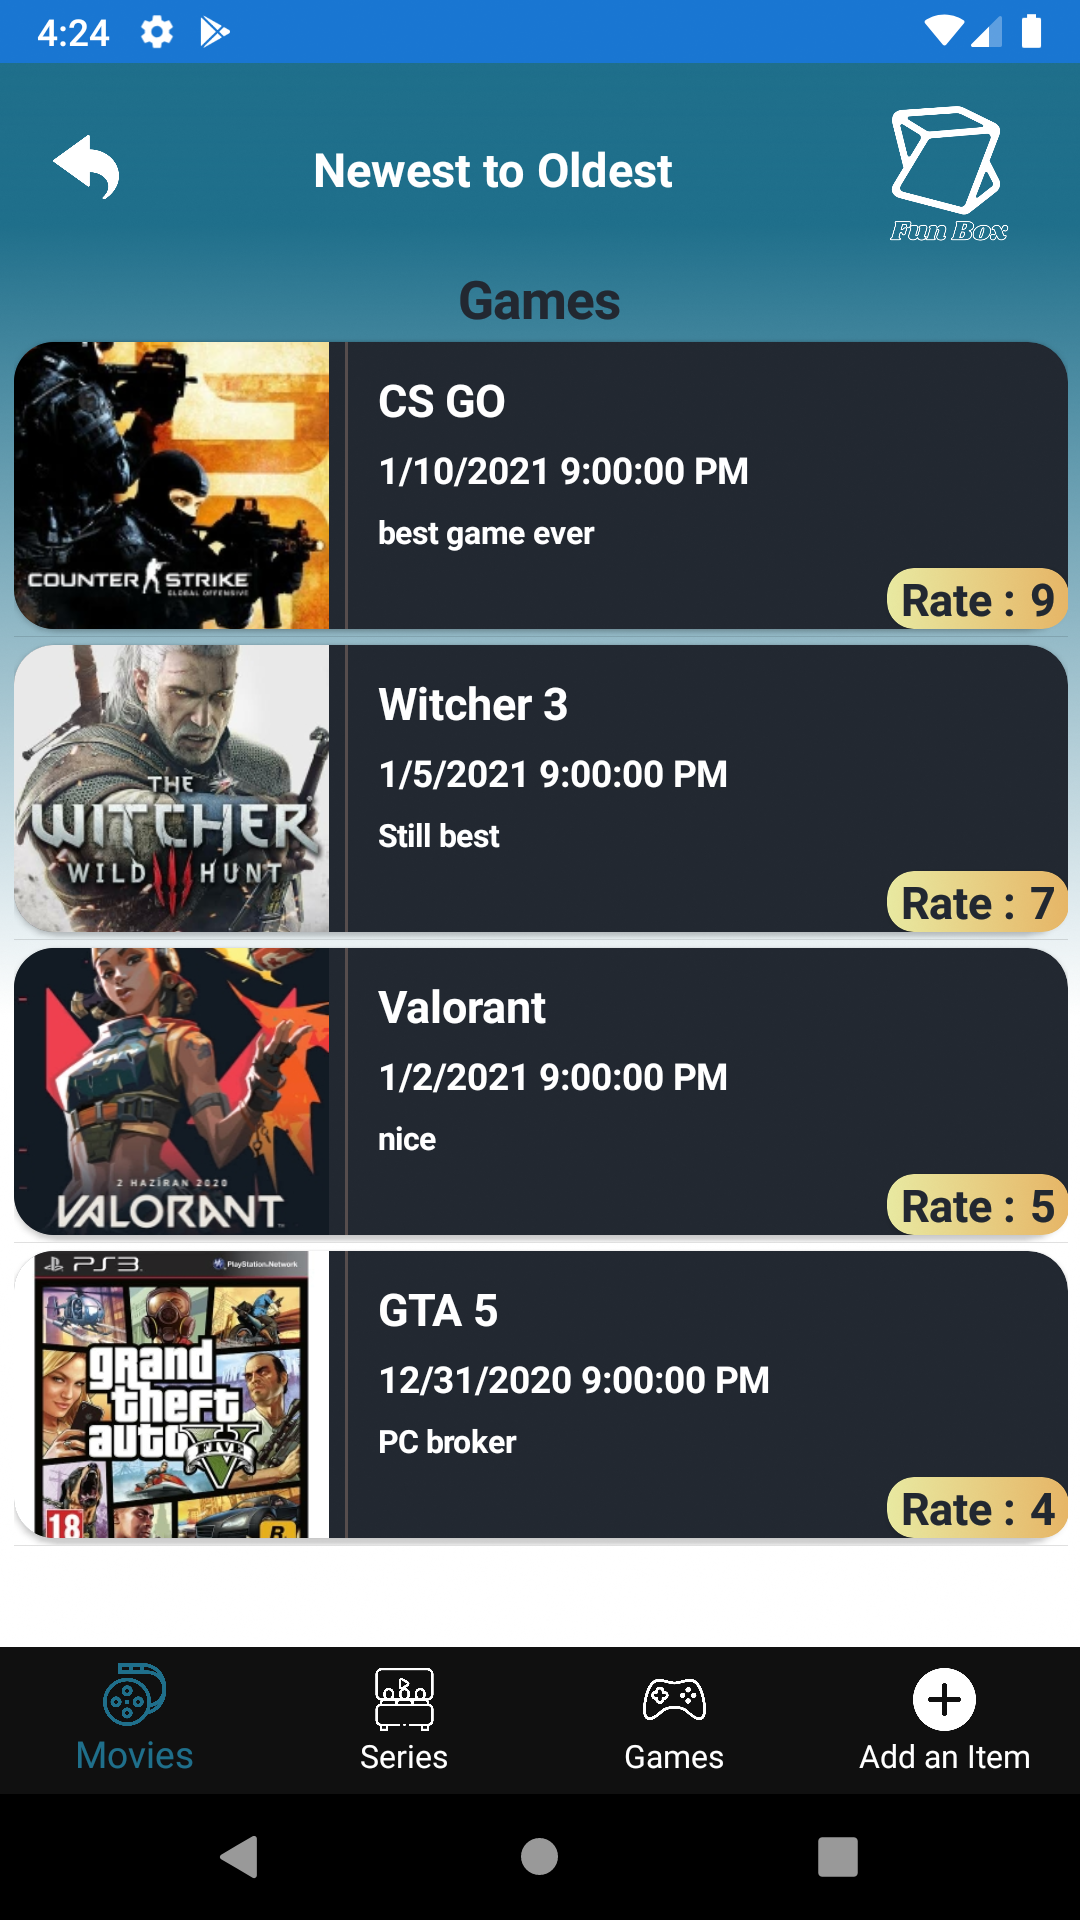 4:24
Newest to Oldest
Fun Box
Games
COUNTER STRIKE
GLOBAL OFFENSIVE
CS GO
1/10/2021 9:00:00 PM
best game ever
Rate : 9
THE
WITCHER
WILD III HUNT
Witcher 3
1/5/2021 9:00:00 PM
Still best
Rate : 7
2 HAZİRAN 2020
VALORANT
Valorant
1/2/2021 9:00:00 PM
nice
Rate : 5
PS3
PlayStation Network
grand
theft
auto
V
FIVE
18
R
GTA 5
12/31/2020 9:00:00 PM
PC broker
Rate : 4
Movies
Series
Games
Add an Item